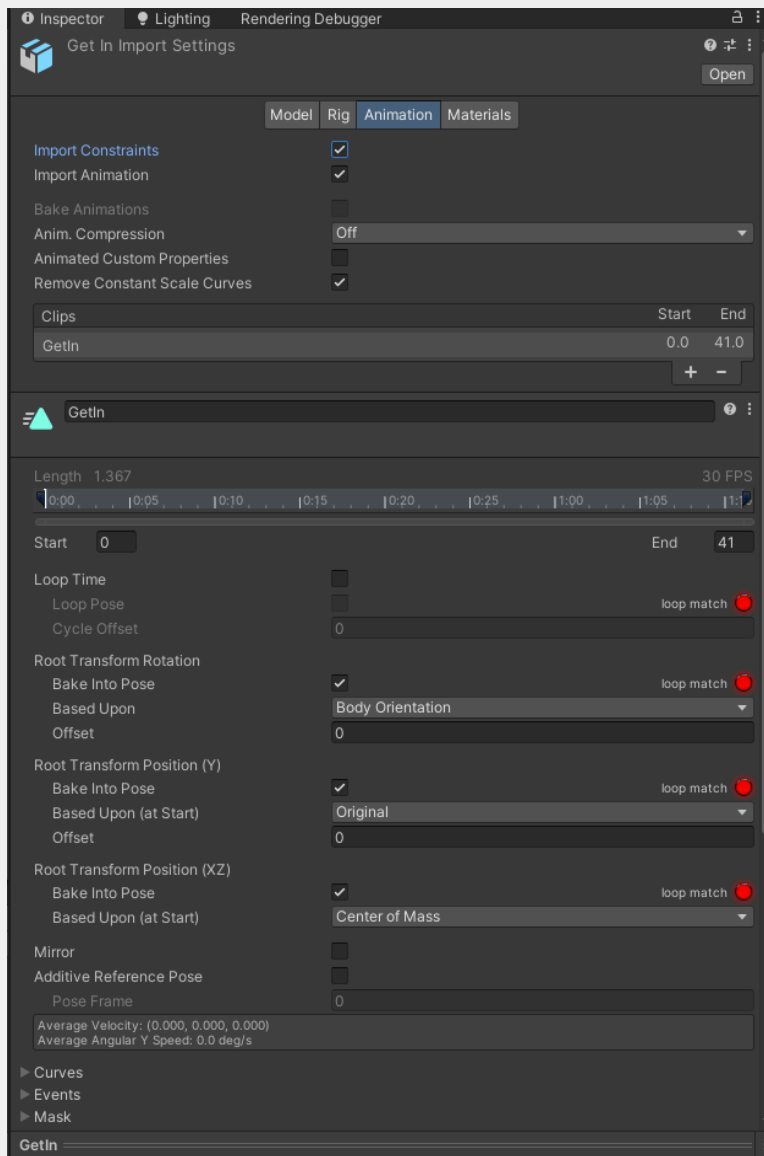 Inspector Lighting Rendering Debugger
Get In Import Settings
Open
Model Rig Animation Materials
Import Constraints
Import Animation
Bake Animations
Anim. Compression Off
Animated Custom Properties
Remove Constant Scale Curves
Clips Start End
GetIn 0.0 41.0
+ −
GetIn
Length 1.367 30 FPS
0:00 0:05 0:10 0:15 0:20 0:25 1:00 1:05
Start 0 End 41
Loop Time
Loop Pose loop match
Cycle Offset 0
Root Transform Rotation
Bake Into Pose loop match
Based Upon Body Orientation
Offset 0
Root Transform Position (Y)
Bake Into Pose loop match
Based Upon (at Start) Original
Offset 0
Root Transform Position (XZ)
Bake Into Pose loop match
Based Upon (at Start) Center of Mass
Mirror
Additive Reference Pose
Pose Frame 0
Average Velocity: (0.000, 0.000, 0.000)
Average Angular Y Speed: 0.0 deg/s
Curves
Events
Mask
GetIn